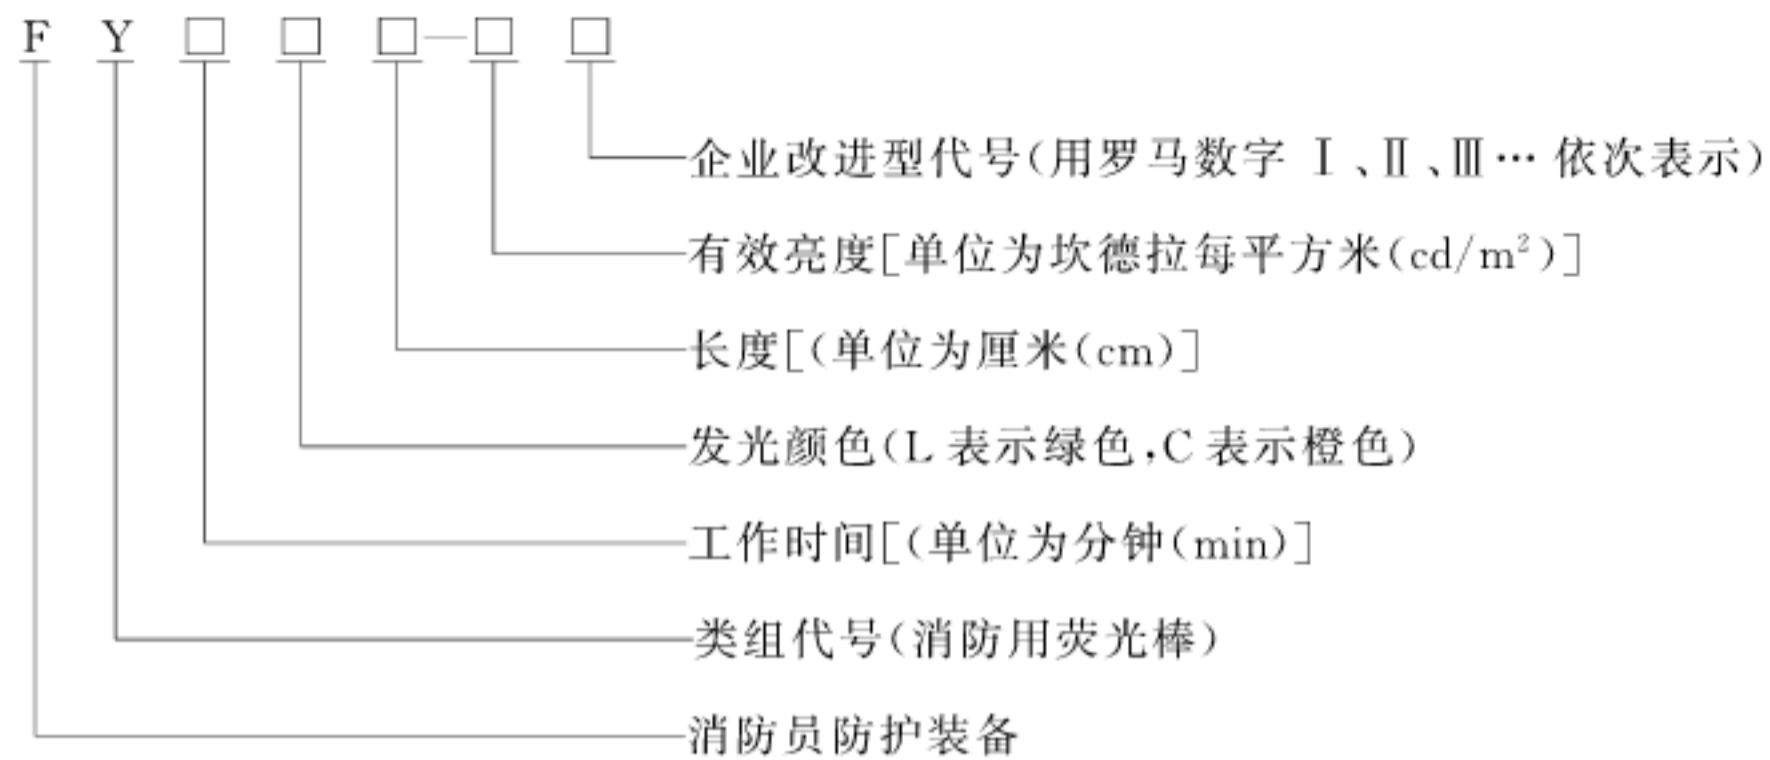 F Y □ □ □—□ □
企业改进型代号(用罗马数字 Ⅰ、Ⅱ、Ⅲ… 依次表示)
有效亮度[单位为坎德拉每平方米(cd/m²)]
长度[(单位为厘米(cm)]
发光颜色(L 表示绿色,C 表示橙色)
工作时间[(单位为分钟(min)]
类组代号(消防用荧光棒)
消防员防护装备